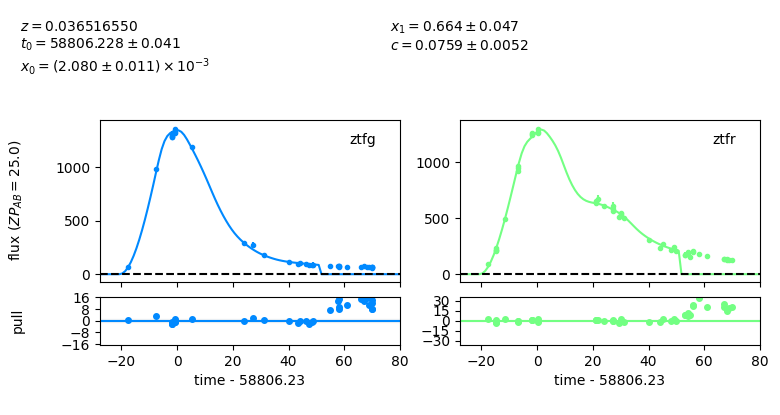 z = 0.036516550
t₀ = 58806.228 ± 0.041
x₀ = (2.080 ± 0.011) × 10⁻³
x₁ = 0.664 ± 0.047
c = 0.0759 ± 0.0052
flux (ZP_AB = 25.0)
1000
500
0
ztfg
1000
500
0
ztfr
pull
16
8
0
−8
−16
30
15
0
−15
−30
−20 0 20 40 60 80
time - 58806.23
−20 0 20 40 60 80
time - 58806.23